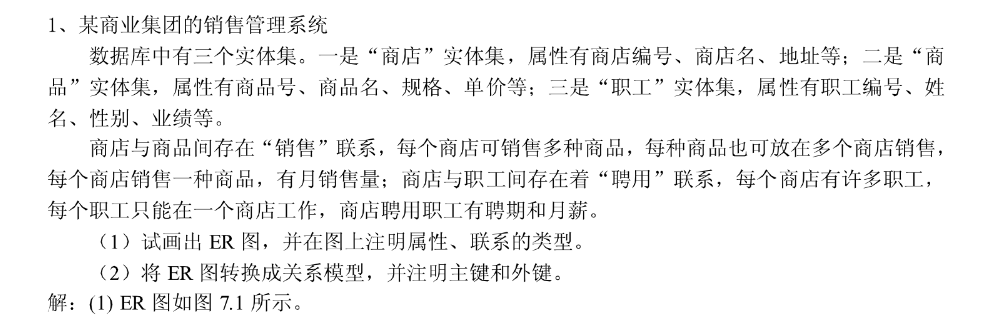 1、某商业集团的销售管理系统
数据库中有三个实体集。一是“商店”实体集，属性有商店编号、商店名、地址等；二是“商
品”实体集，属性有商品号、商品名、规格、单价等；三是“职工”实体集，属性有职工编号、姓
名、性别、业绩等。
商店与商品间存在“销售”联系，每个商店可销售多种商品，每种商品也可放在多个商店销售，
每个商店销售一种商品，有月销售量；商店与职工间存在着“聘用”联系，每个商店有许多职工，
每个职工只能在一个商店工作，商店聘用职工有聘期和月薪。
（1）试画出 ER 图，并在图上注明属性、联系的类型。
（2）将 ER 图转换成关系模型，并注明主键和外键。
解：(1) ER 图如图 7.1 所示。